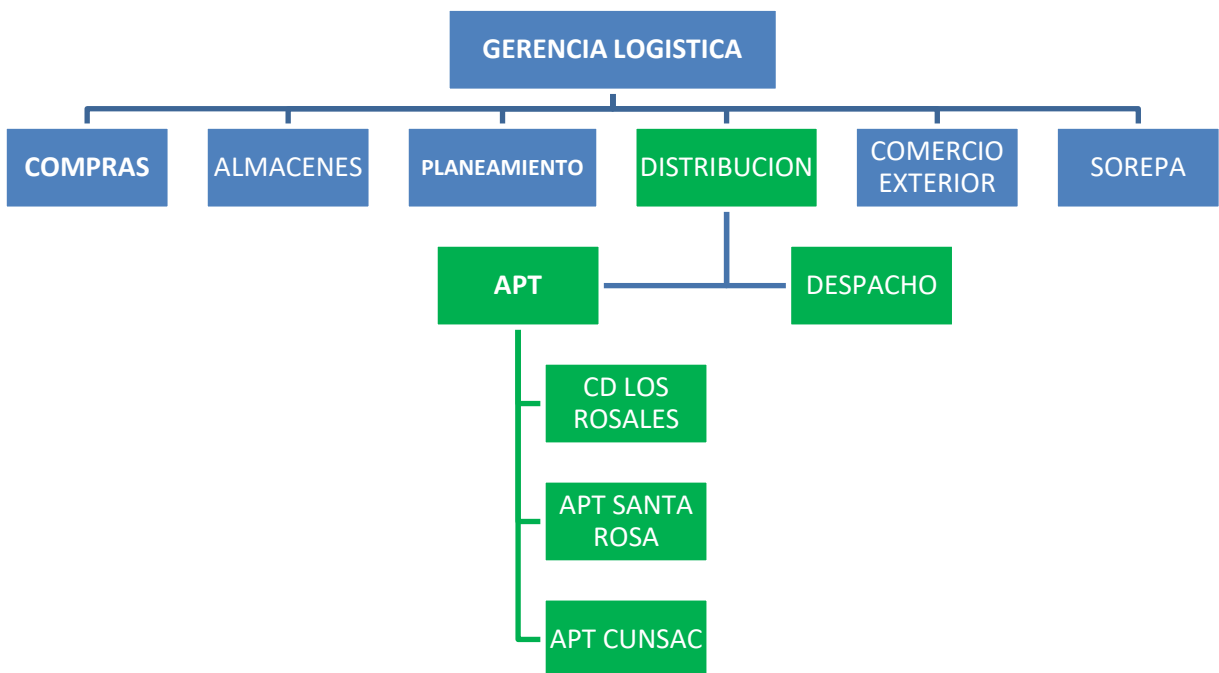 GERENCIA LOGISTICA
COMPRAS
ALMACENES
PLANEAMIENTO
DISTRIBUCION
COMERCIO
EXTERIOR
SOREPA
APT
DESPACHO
CD LOS
ROSALES
APT SANTA
ROSA
APT CUNSAC